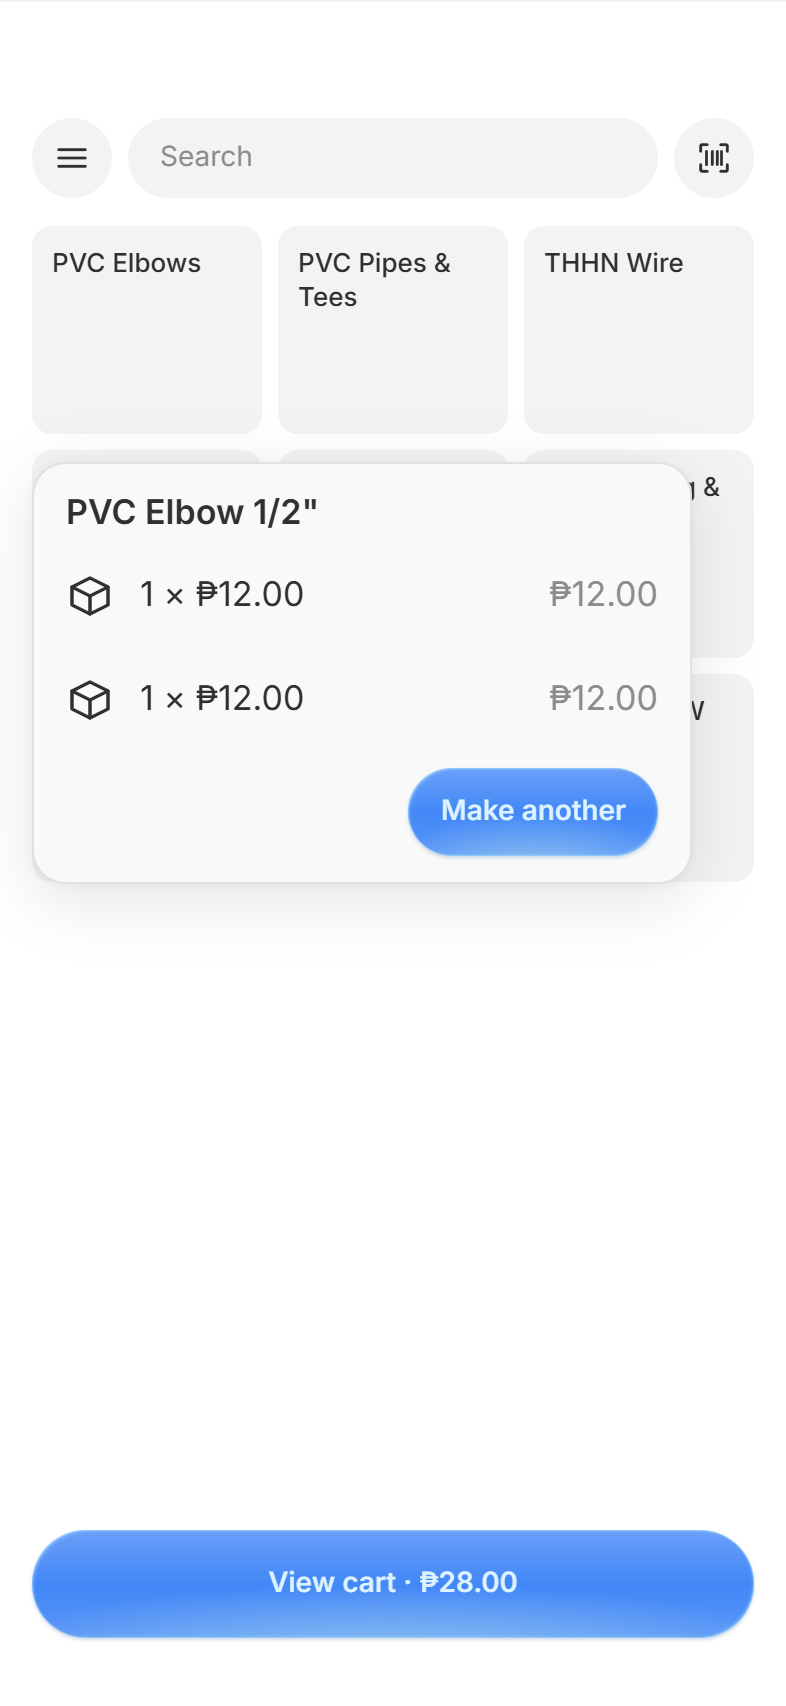 Search
PVC Elbows
PVC Pipes &
Tees
THHN Wire
&
PVC Elbow 1/2"
1 × ₱12.00
₱12.00
1 × ₱12.00
₱12.00
Make another
View cart · ₱28.00